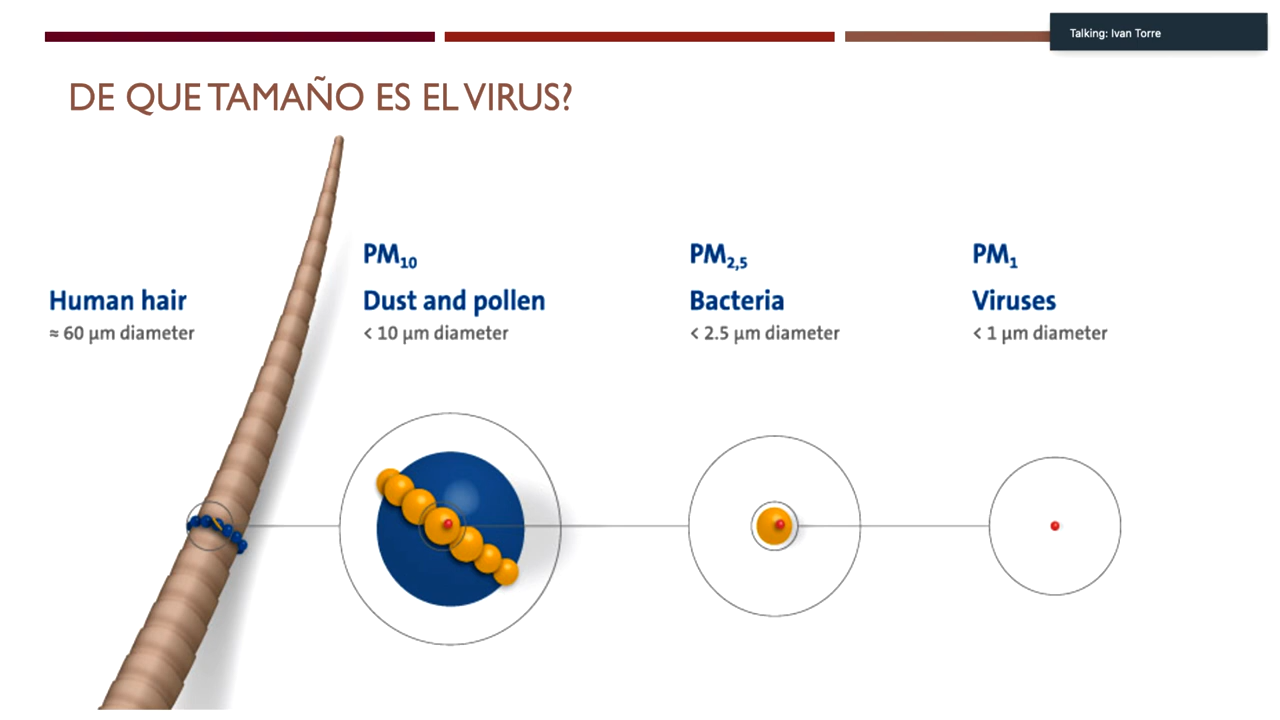 Talking: Ivan Torre
DE QUE TAMAÑO ES EL VIRUS?
Human hair
≈ 60 µm diameter
PM10
Dust and pollen
< 10 µm diameter
PM2,5
Bacteria
< 2.5 µm diameter
PM1
Viruses
< 1 µm diameter